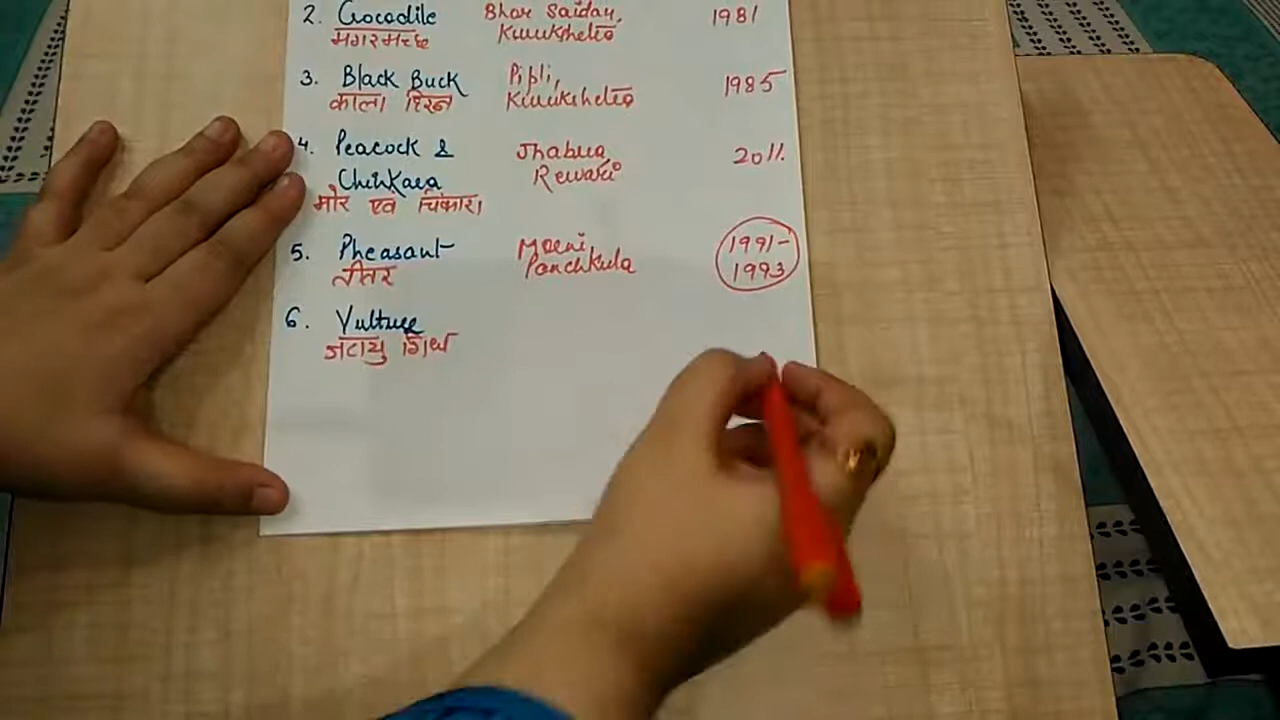 2. Crocodile Bhor Saidan, 1981
मगरमच्छ Kurukshetra
3. Black Buck Pipli, 1985
काला हिरन Kurukshetra
4. Peacock & Jhabua, 2011.
Chinkara Rewari
मोर एवं चिंकारा
5. Pheasant Morni 1991-
तीतर Panchkula 1993
6. Vulture
जटायु गिध